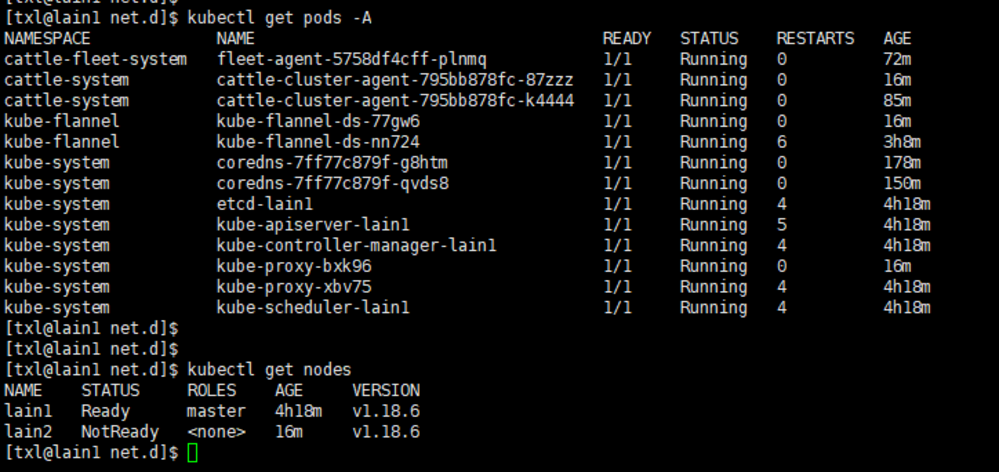 [txl@lain1 net.d]$ kubectl get pods -A
NAMESPACE NAME READY STATUS RESTARTS AGE
cattle-fleet-system fleet-agent-5758df4cff-plnmq 1/1 Running 0 72m
cattle-system cattle-cluster-agent-795bb878fc-87zzz 1/1 Running 0 16m
cattle-system cattle-cluster-agent-795bb878fc-k4444 1/1 Running 0 85m
kube-flannel kube-flannel-ds-77gw6 1/1 Running 0 16m
kube-flannel kube-flannel-ds-nn724 1/1 Running 6 3h8m
kube-system coredns-7ff77c879f-g8htm 1/1 Running 0 178m
kube-system coredns-7ff77c879f-qvds8 1/1 Running 0 150m
kube-system etcd-lain1 1/1 Running 4 4h18m
kube-system kube-apiserver-lain1 1/1 Running 5 4h18m
kube-system kube-controller-manager-lain1 1/1 Running 4 4h18m
kube-system kube-proxy-bxk96 1/1 Running 0 16m
kube-system kube-proxy-xbv75 1/1 Running 4 4h18m
kube-system kube-scheduler-lain1 1/1 Running 4 4h18m
[txl@lain1 net.d]$
[txl@lain1 net.d]$
[txl@lain1 net.d]$ kubectl get nodes
NAME STATUS ROLES AGE VERSION
lain1 Ready master 4h18m v1.18.6
lain2 NotReady <none> 16m v1.18.6
[txl@lain1 net.d]$